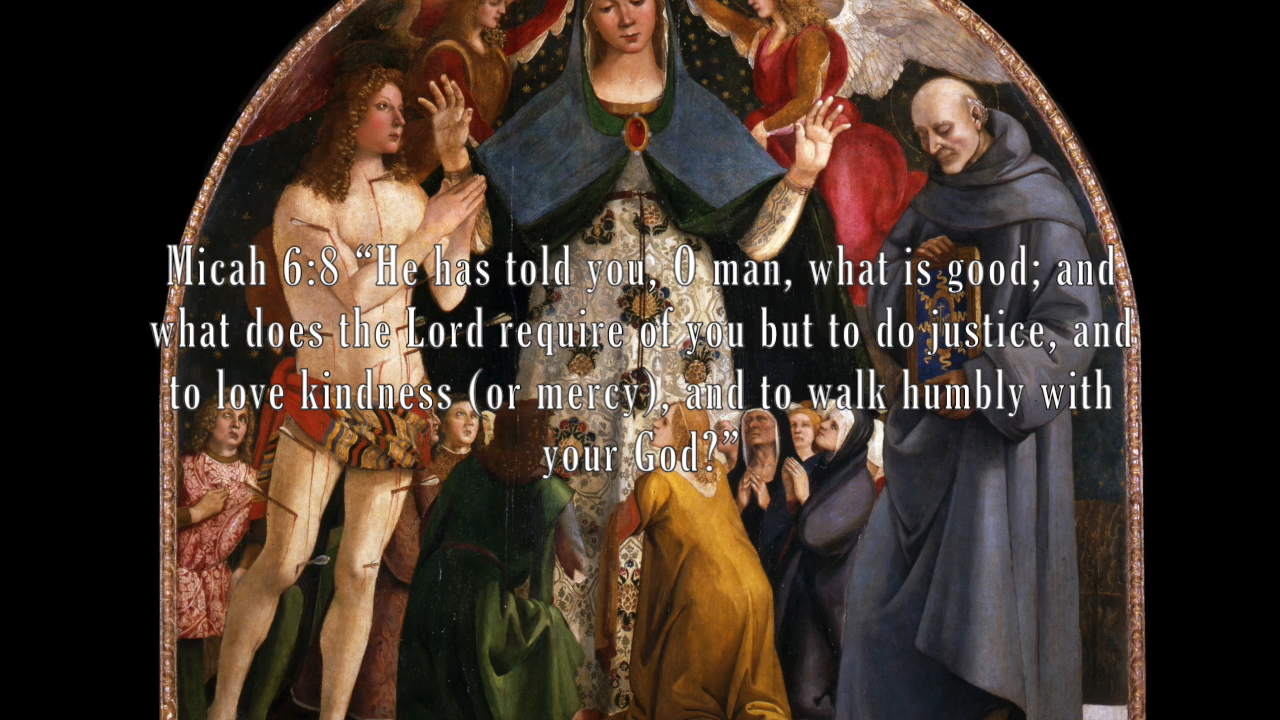 Micah 6:8 “He has told you, O man, what is good; and
what does the Lord require of you but to do justice, and
to love kindness (or mercy), and to walk humbly with
your God?”